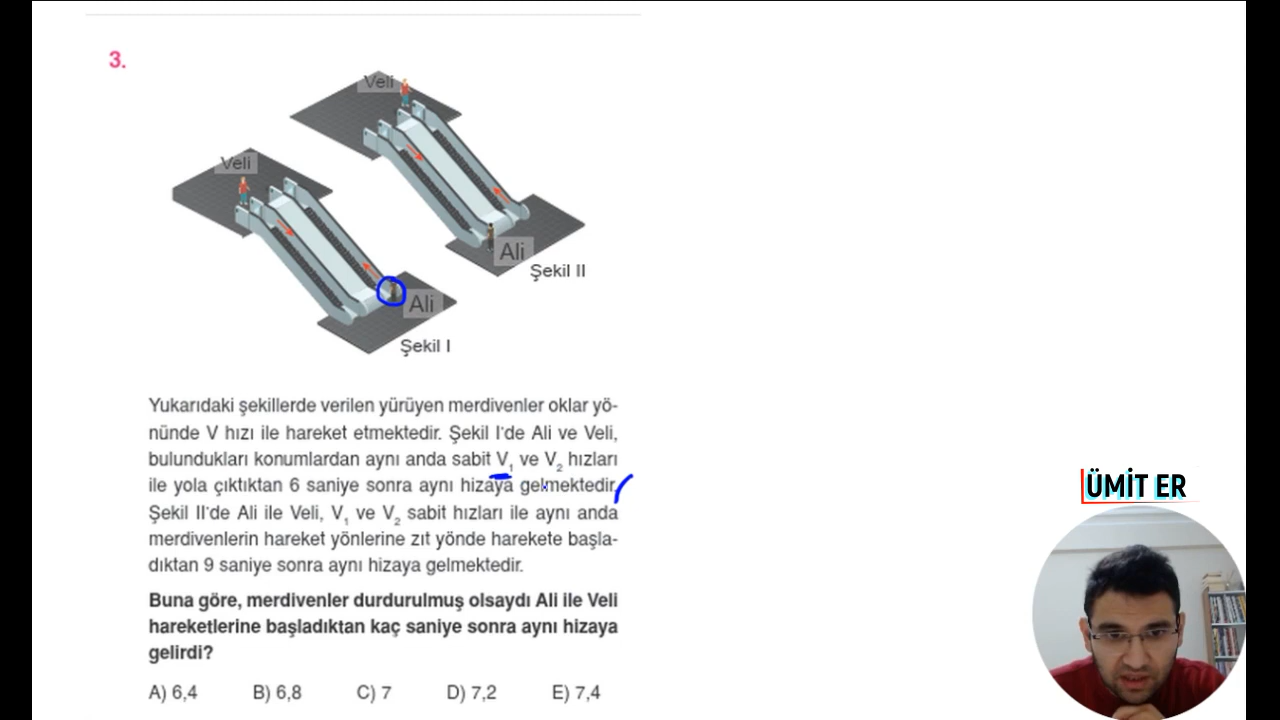 3.
Veli
Veli
Ali
Şekil II
Ali
Şekil I
Yukarıdaki şekillerde verilen yürüyen merdivenler oklar yö-
nünde V hızı ile hareket etmektedir. Şekil I'de Ali ve Veli,
bulundukları konumlardan aynı anda sabit V₁ ve V₂ hızları
ile yola çıktıktan 6 saniye sonra aynı hizaya gelmektedir.
Şekil II'de Ali ile Veli, V₁ ve V₂ sabit hızları ile aynı anda
merdivenlerin hareket yönlerine zıt yönde harekete başla-
dıktan 9 saniye sonra aynı hizaya gelmektedir.
Buna göre, merdivenler durdurulmuş olsaydı Ali ile Veli
hareketlerine başladıktan kaç saniye sonra aynı hizaya
gelirdi?
A) 6,4 B) 6,8 C) 7 D) 7,2 E) 7,4
ÜMİT ER